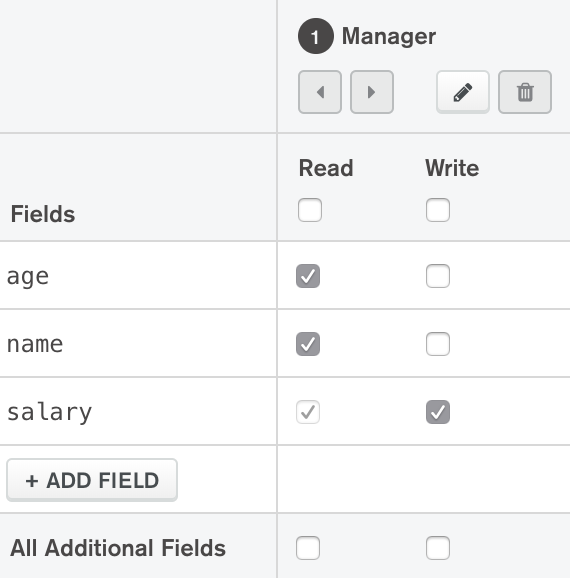 1 Manager
Read Write
Fields
age
name
salary
+ ADD FIELD
All Additional Fields